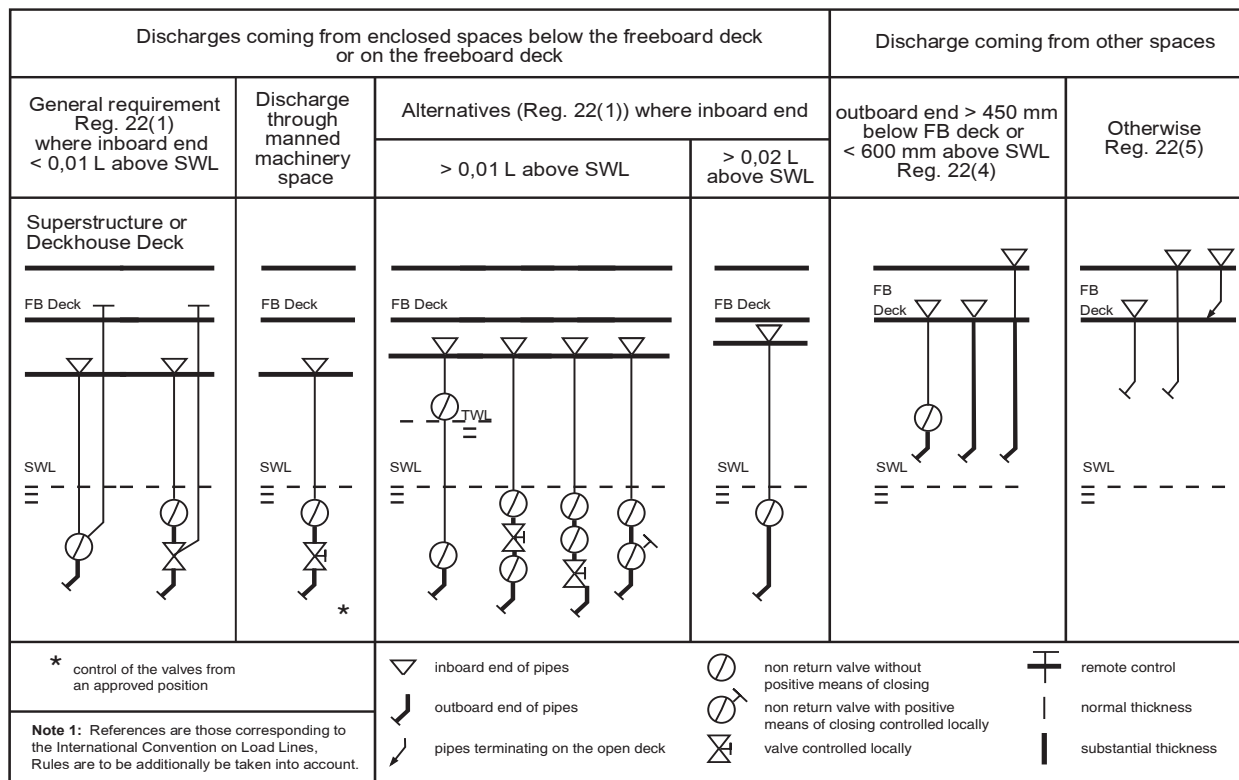 Discharges coming from enclosed spaces below the freeboard deck
or on the freeboard deck
Discharge coming from other spaces
General requirement
Reg. 22(1)
where inboard end
< 0,01 L above SWL
Discharge
through
manned
machinery
space
Alternatives (Reg. 22(1)) where inboard end
> 0,01 L above SWL
> 0,02 L
above SWL
outboard end > 450 mm
below FB deck or
< 600 mm above SWL
Reg. 22(4)
Otherwise
Reg. 22(5)
Superstructure or
Deckhouse Deck
FB Deck
FB Deck
FB Deck
FB Deck
FB
Deck
FB
Deck
TWL
SWL
SWL
SWL
SWL
SWL
SWL
*
* control of the valves from
an approved position
Note 1: References are those corresponding to
the International Convention on Load Lines,
Rules are to be additionally be taken into account.
inboard end of pipes
outboard end of pipes
pipes terminating on the open deck
non return valve without
positive means of closing
non return valve with positive
means of closing controlled locally
valve controlled locally
remote control
normal thickness
substantial thickness